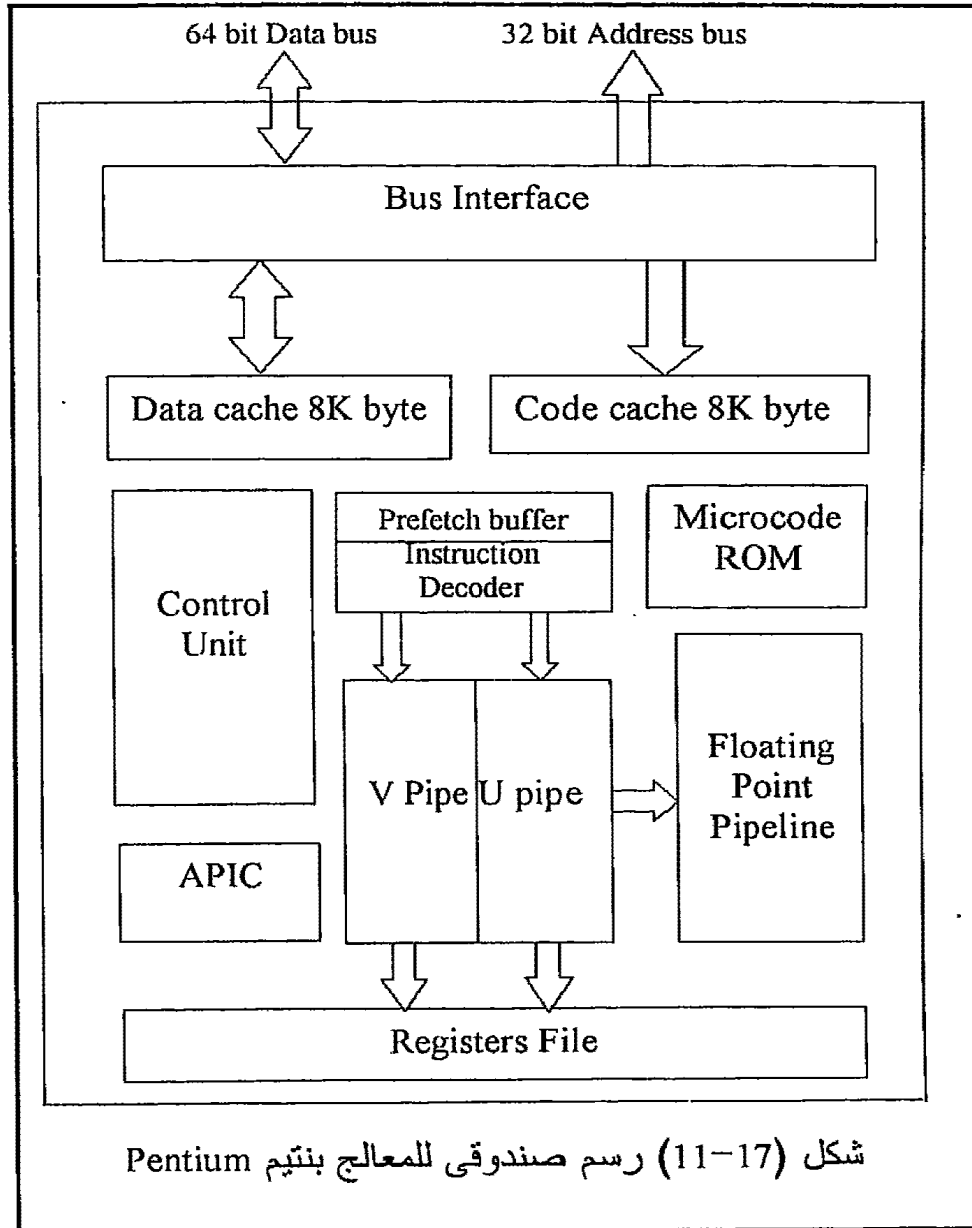 64 bit Data bus
32 bit Address bus
Bus Interface
Data cache 8K byte
Code cache 8K byte
Control
Unit
Prefetch buffer
Instruction
Decoder
Microcode
ROM
V Pipe
U pipe
Floating
Point
Pipeline
APIC
Registers File
شكل (11-17) رسم صندوقى للمعالج بنتيم Pentium